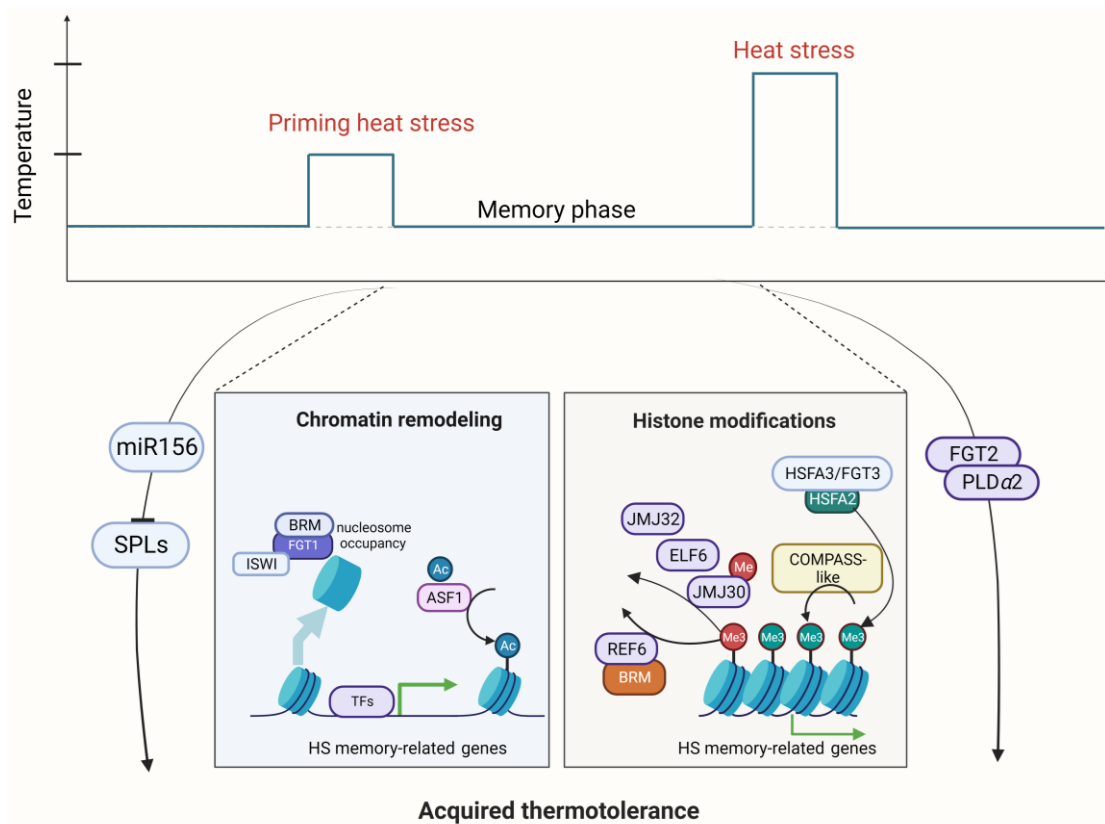 Temperature
Priming heat stress
Heat stress
Memory phase
miR156
SPLs
Chromatin remodeling
BRM
FGT1
ISWI
nucleosome
occupancy
Ac
ASF1
Ac
TFs
HS memory-related genes
Histone modifications
HSFA3/FGT3
HSFA2
JMJ32
ELF6
Me
JMJ30
COMPASS-
like
REF6
BRM
Me3
Me3
Me3
Me3
HS memory-related genes
FGT2
PLDα2
Acquired thermotolerance